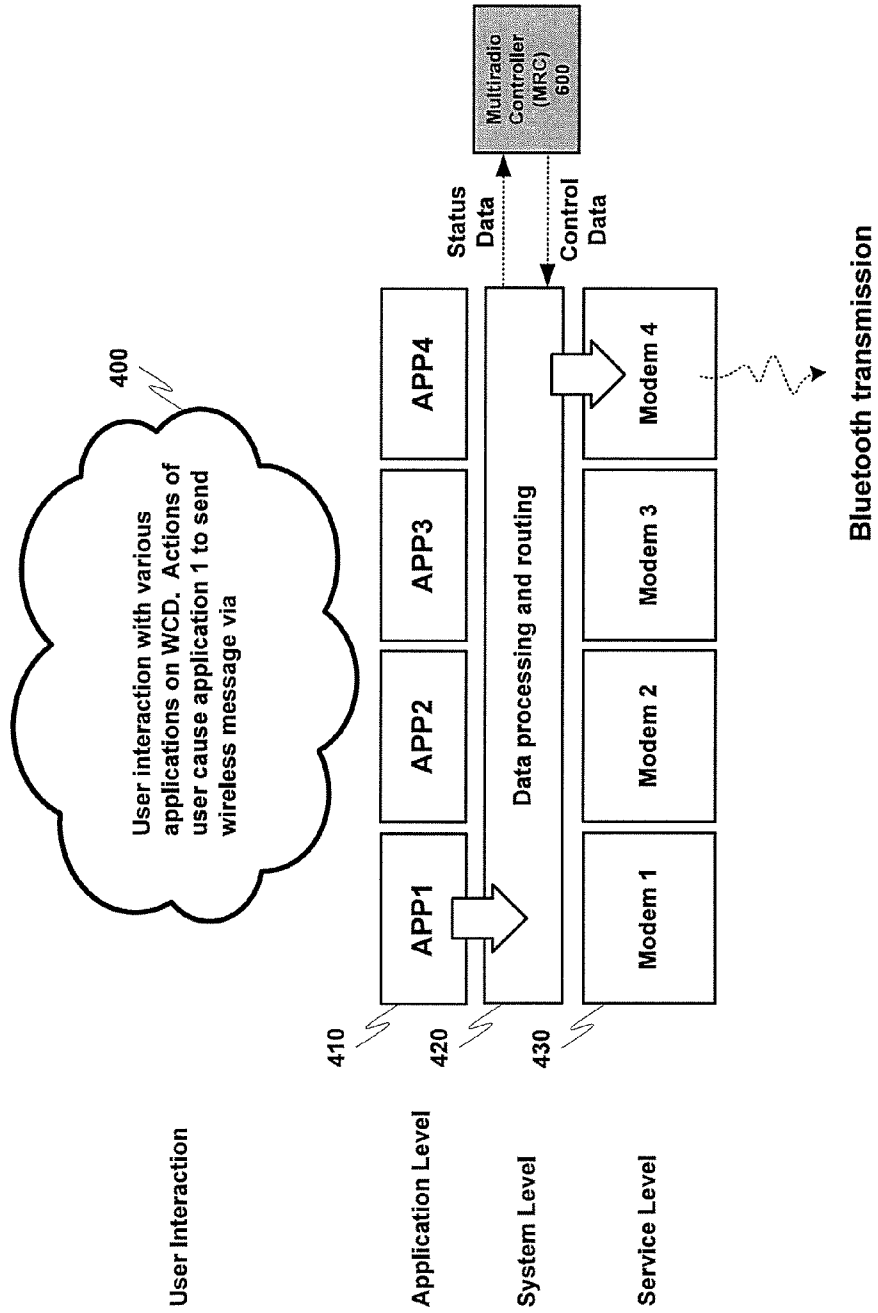 User Interaction
400
User interaction with various
applications on WCD.  Actions of
user cause application 1 to send
wireless message via
Application Level
410
APP1
APP2
APP3
APP4
System Level
420
Data processing and routing
Status
Data
Control
Data
Multiradio
Controller
(MRC)
600
Service Level
430
Modem 1
Modem 2
Modem 3
Modem 4
Bluetooth transmission